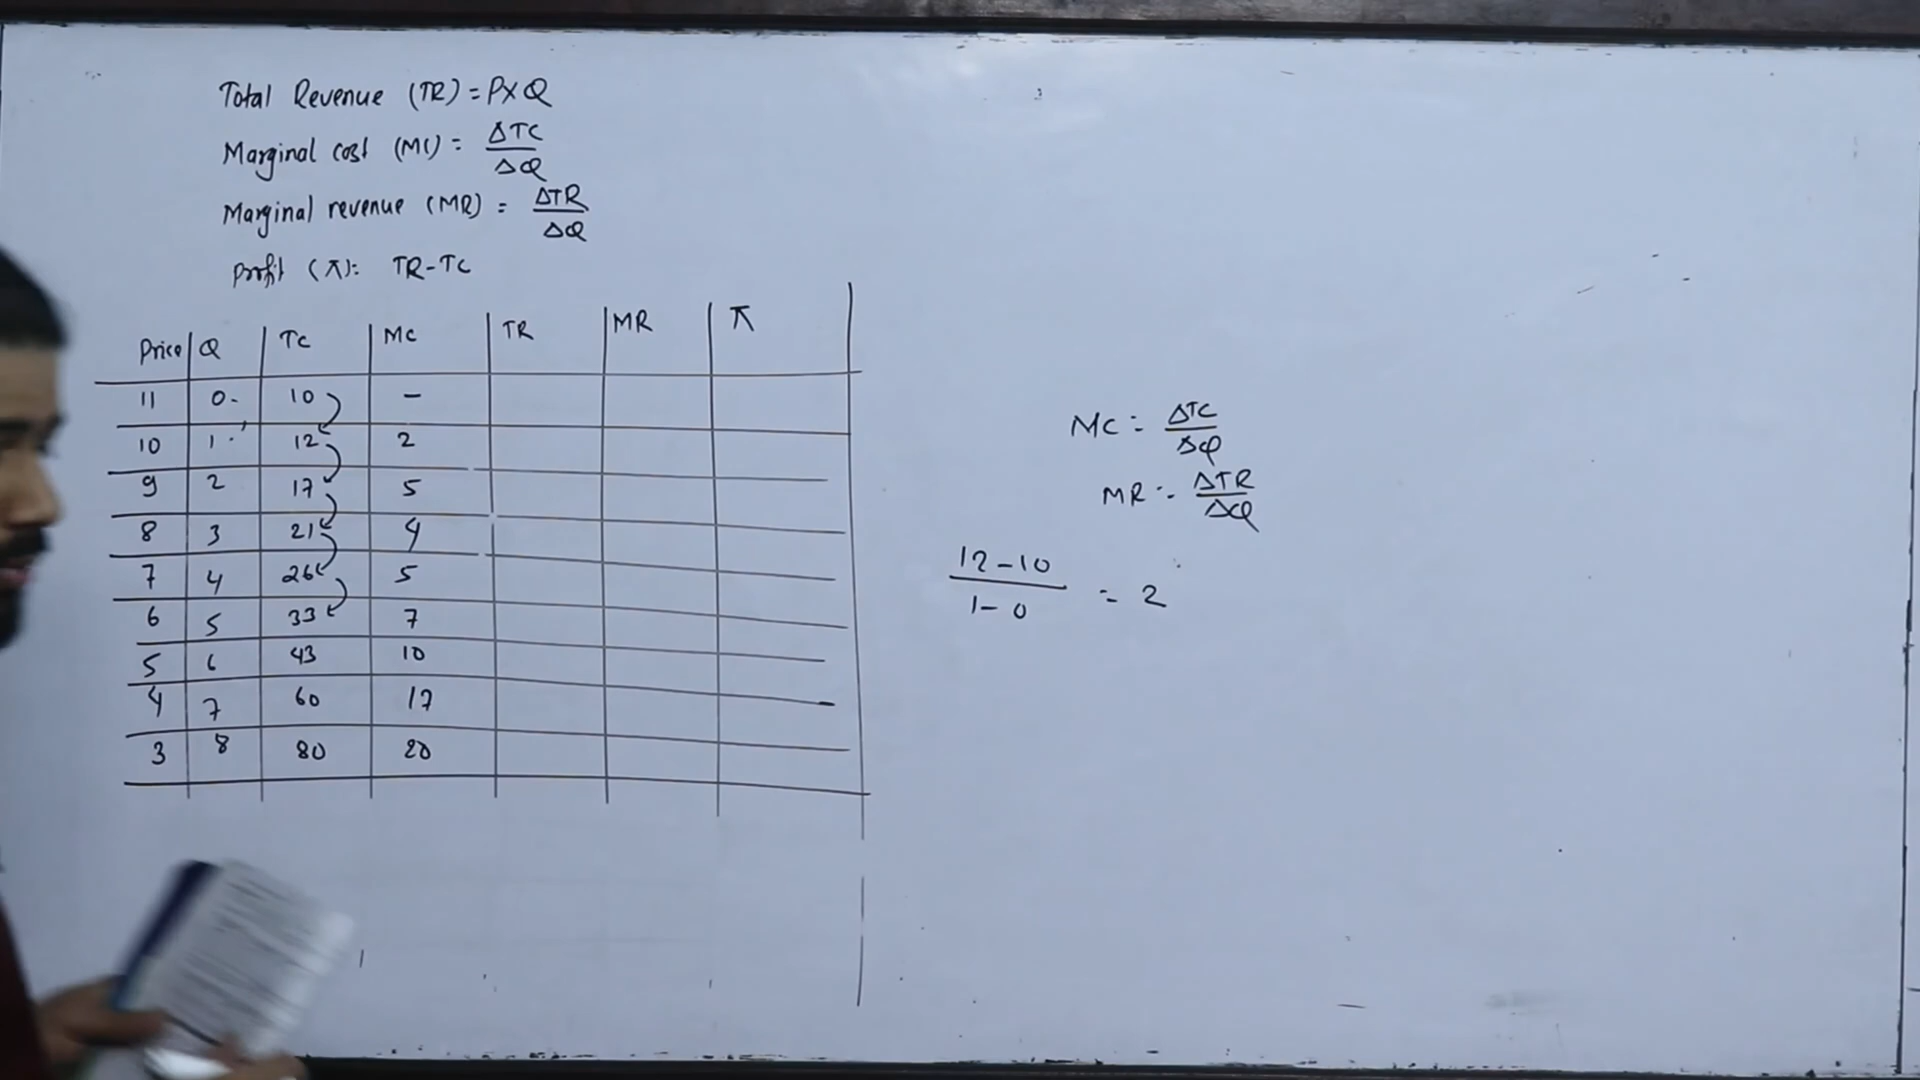 Total Revenue (TR) = P×Q
Marginal cost (MC) = ΔTC/ΔQ
Marginal revenue (MR) = ΔTR/ΔQ
Profit (π): TR-TC
Price Q TC MC TR MR π
11 0 10 -
10 1 12 2
9 2 17 5
8 3 21 4
7 4 26 5
6 5 33 7
5 6 43 10
4 7 60 17
3 8 80 20
MC = ΔTC/ΔQ
MR = ΔTR/ΔQ
12-10/1-0 = 2